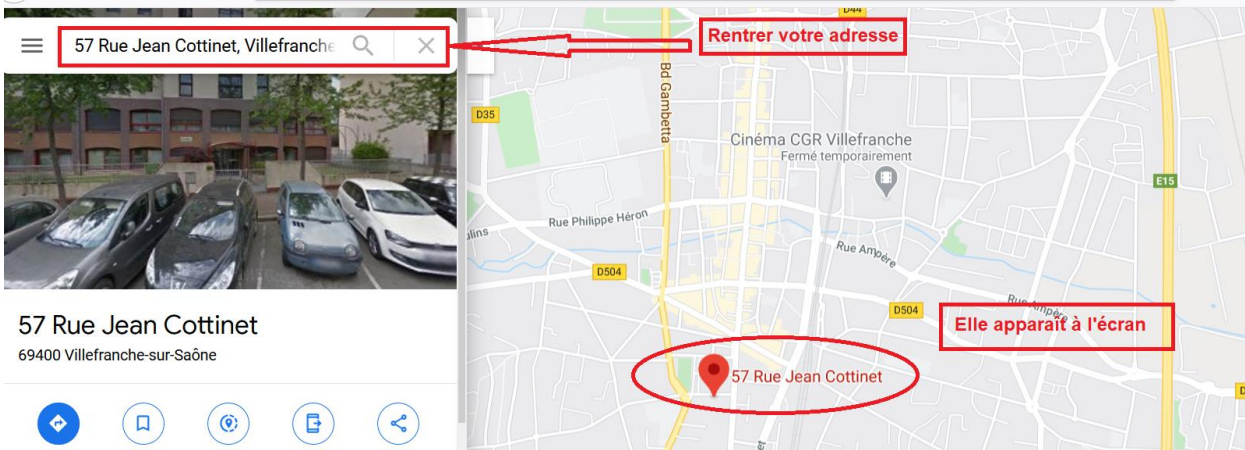 57 Rue Jean Cottinet, Villefranche
Rentrer votre adresse
D44
Bd Gambetta
D35
Cinéma CGR Villefranche
Fermé temporairement
E15
Rue Philippe Héron
ulins
Rue Ampère
D504
Rue Ampère
D504
Elle apparaît à l'écran
57 Rue Jean Cottinet
69400 Villefranche-sur-Saône
57 Rue Jean Cottinet